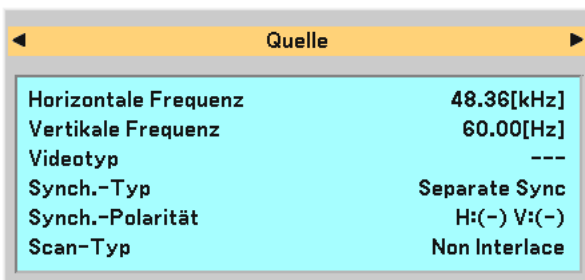 Quelle
Horizontale Frequenz 48.36[kHz]
Vertikale Frequenz 60.00[Hz]
Videotyp ---
Synch.-Typ Separate Sync
Synch.-Polarität H:(-) V:(-)
Scan-Typ Non Interlace